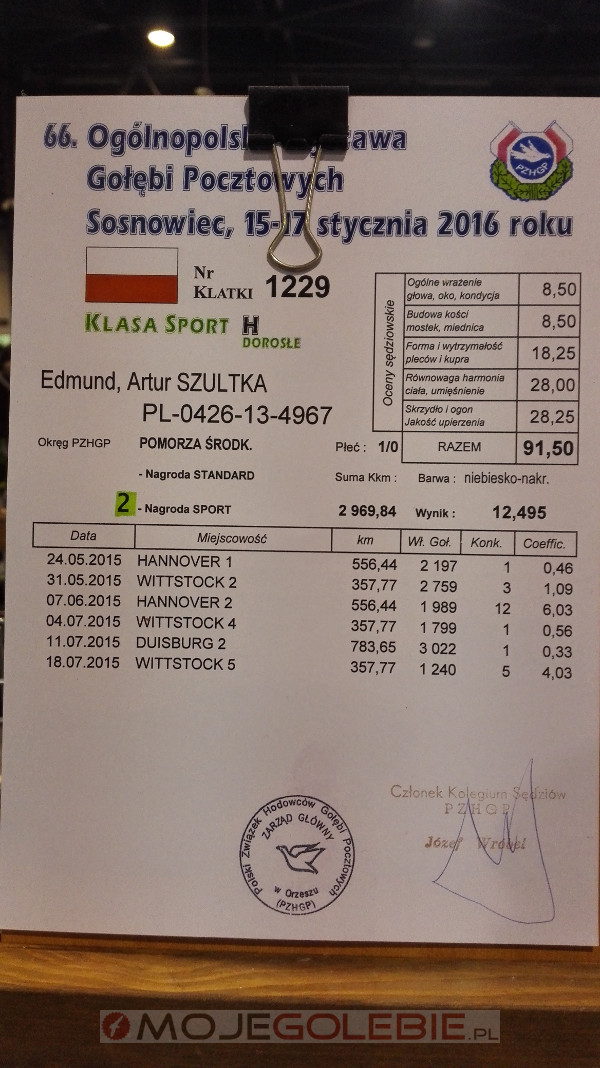 66. Ogólnopolsk awa
Gołębi Pocztowych
Sosnowiec, 15-17 stycznia 2016 roku
PZHGP
Nr
KLATKI 1229
KLASA SPORT H
DOROSŁE
Edmund, Artur SZULTKA
PL-0426-13-4967
Oceny sędziowskie
Ogólne wrażenie
głowa, oko, kondycja 8,50
Budowa kości
mostek, miednica 8,50
Forma i wytrzymałość
pleców i kupra 18,25
Równowaga harmonia
ciała, umięśnienie 28,00
Skrzydło i ogon
Jakość upierzenia 28,25
Okręg PZHGP POMORZA ŚRODK. Płeć : 1/0 RAZEM 91,50
- Nagroda STANDARD Suma Kkm : Barwa : niebiesko-nakr.
2 - Nagroda SPORT 2 969,84 Wynik : 12,495
Data Miejscowość km Wł. Goł. Konk. Coeffic.
24.05.2015 HANNOVER 1 556,44 2 197 1 0,46
31.05.2015 WITTSTOCK 2 357,77 2 759 3 1,09
07.06.2015 HANNOVER 2 556,44 1 989 12 6,03
04.07.2015 WITTSTOCK 4 357,77 1 799 1 0,56
11.07.2015 DUISBURG 2 783,65 3 022 1 0,33
18.07.2015 WITTSTOCK 5 357,77 1 240 5 4,03
Członek Kolegium Sędziów
PZHGP
Józef Wróbel
Polski Związek Hodowców Gołębi Pocztowych
ZARZĄD GŁÓWNY
w Orzeszu
(PZHGP)
MOJEGOLEBIE.PL